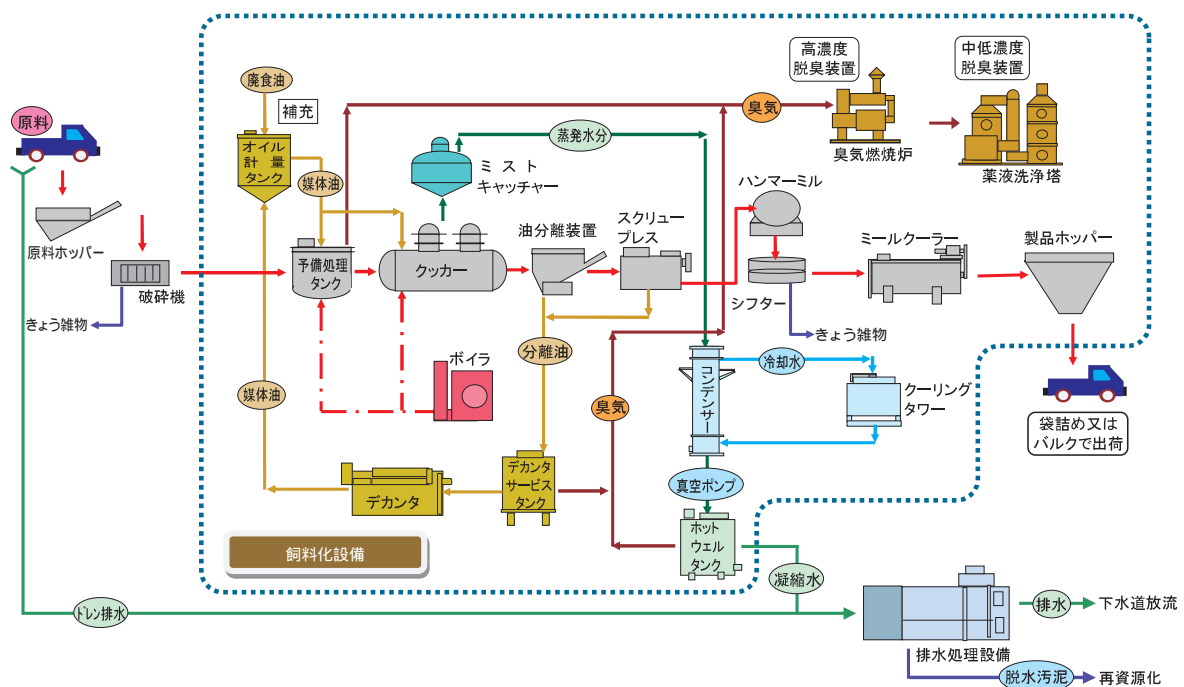 高濃度
脱臭装置
中低濃度
脱臭装置
廃食油
補充
原料
臭気
蒸発水分
臭気燃焼炉
薬液洗浄塔
オイル
計量
タンク
媒体油
ミスト
キャッチャー
ハンマーミル
原料ホッパー
破砕機
きょう雑物
予備処理
タンク
クッカー
油分離装置
スクリュー
プレス
シフター
きょう雑物
ミールクーラー
製品ホッパー
分離油
ボイラ
媒体油
臭気
コンデンサー
冷却水
クーリング
タワー
袋詰め又は
バルクで出荷
デカンタ
デカンタ
サービス
タンク
真空ポンプ
ホット
ウェル
タンク
飼料化設備
凝縮水
ドレン排水
排水処理設備
排水
下水道放流
脱水汚泥
再資源化